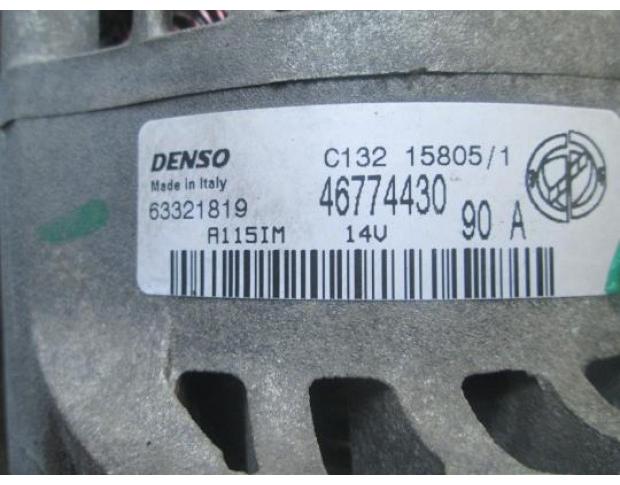 DENSO
C132 15805/1
Made in Italy
46774430
63321819
90 A
A115IM 14V